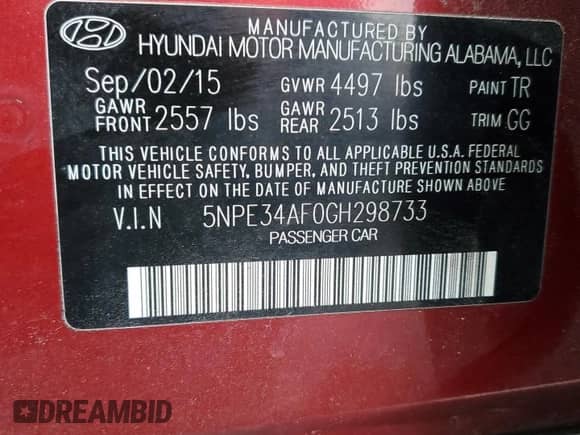 MANUFACTURED BY
HYUNDAI MOTOR MANUFACTURING ALABAMA, LLC
Sep/02/15 GVWR 4497 lbs PAINT TR
GAWR FRONT 2557 lbs GAWR REAR 2513 lbs TRIM GG
THIS VEHICLE CONFORMS TO ALL APPLICABLE U.S.A. FEDERAL
MOTOR VEHICLE SAFETY, BUMPER, AND THEFT PREVENTION STANDARDS
IN EFFECT ON THE DATE OF MANUFACTURE SHOWN ABOVE
V.I.N 5NPE34AF0GH298733
PASSENGER CAR
DREAMBID